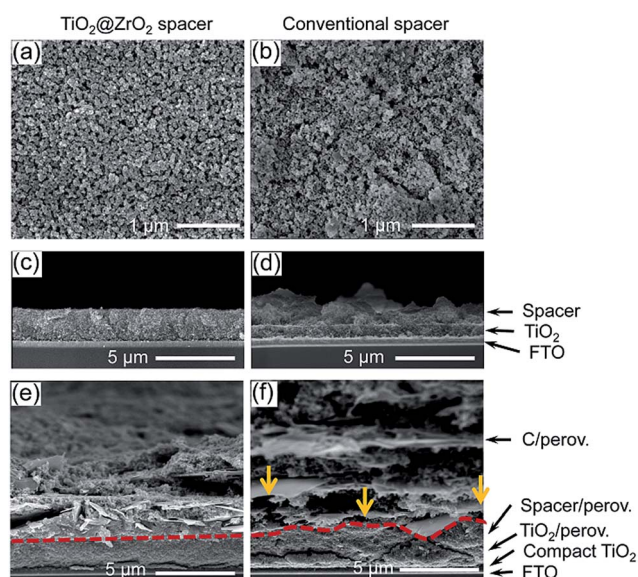 TiO₂@ZrO₂ spacer
Conventional spacer
(a)
1 µm
(b)
1 µm
(c)
5 µm
(d)
5 µm
Spacer
TiO₂
FTO
(e)
5 µm
(f)
5 µm
C/perov.
Spacer/perov.
TiO₂/perov.
Compact TiO₂
FTO